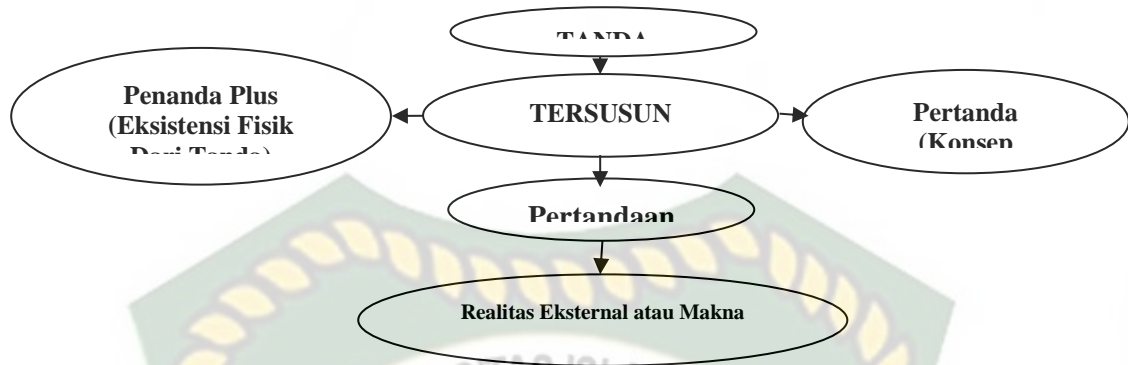 TANDA
Penanda Plus
(Eksistensi Fisik
Dari Tanda)
TERSUSUN
Pertanda
(Konsep
Pertandaan
Realitas Eksternal atau Makna